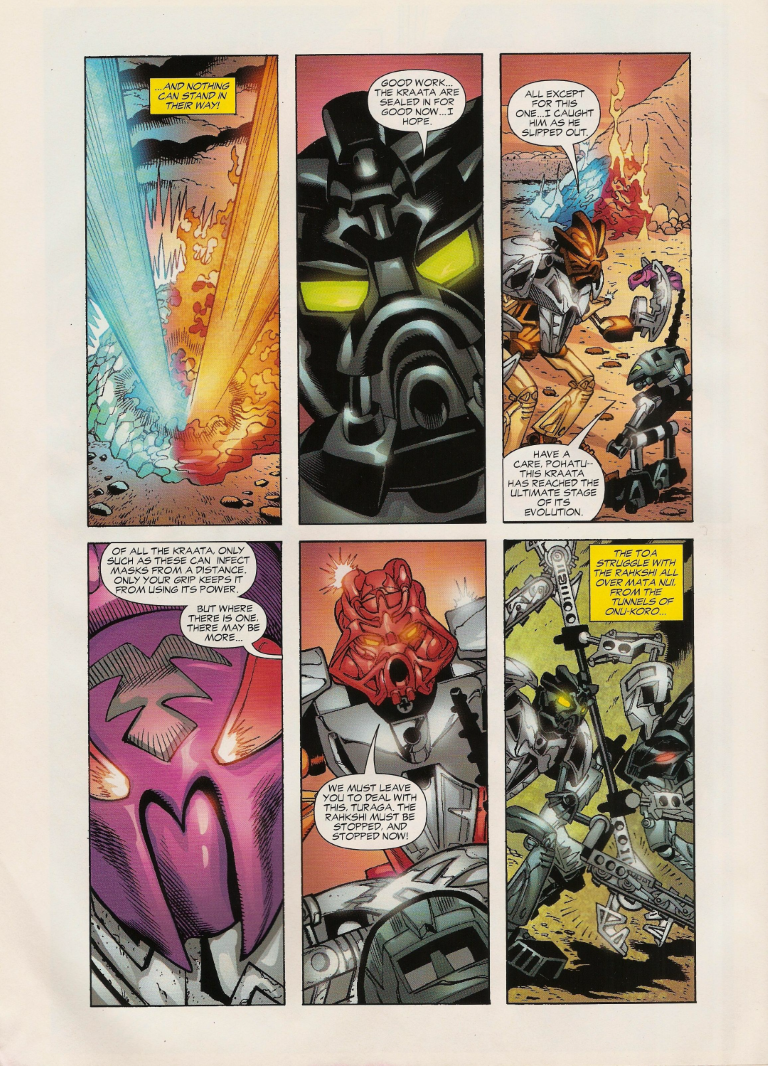 ...AND NOTHING
CAN STAND IN
THEIR WAY!
GOOD WORK...
THE KRAATA ARE
SEALED IN FOR
GOOD NOW...I
HOPE.
ALL EXCEPT
FOR THIS
ONE...I CAUGHT
HIM AS HE
SLIPPED OUT.
HAVE A
CARE, POHATU--
THIS KRAATA
HAS REACHED THE
ULTIMATE STAGE
OF ITS
EVOLUTION.
OF ALL THE KRAATA, ONLY
SUCH AS THESE CAN INFECT
MASKS FROM A DISTANCE.
ONLY YOUR GRIP KEEPS IT
FROM USING ITS POWER.
BUT WHERE
THERE IS ONE,
THERE MAY BE
MORE...
WE MUST LEAVE
YOU TO DEAL WITH
THIS, TURAGA. THE
RAHKSHI MUST BE
STOPPED, AND
STOPPED NOW!
THE TOA
STRUGGLE WITH
THE RAHKSHI ALL
OVER MATA NUI.
FROM THE
TUNNELS OF
ONU-KORO...